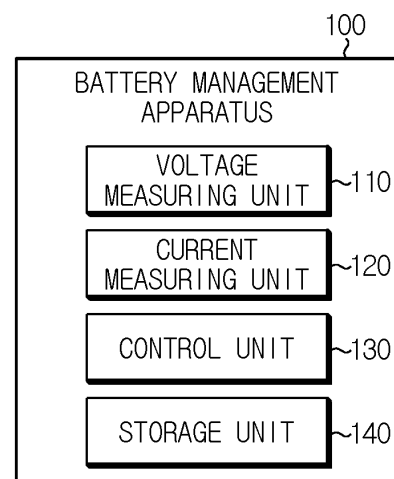 100
BATTERY MANAGEMENT
APPARATUS
VOLTAGE
MEASURING UNIT
110
CURRENT
MEASURING UNIT
120
CONTROL UNIT
130
STORAGE UNIT
140